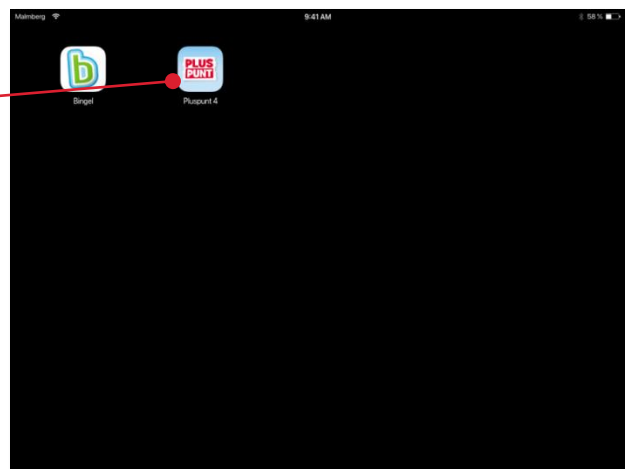 Malmberg 9:41 AM 58 %
b
PLUS
PUNT
Bingel Pluspunt 4